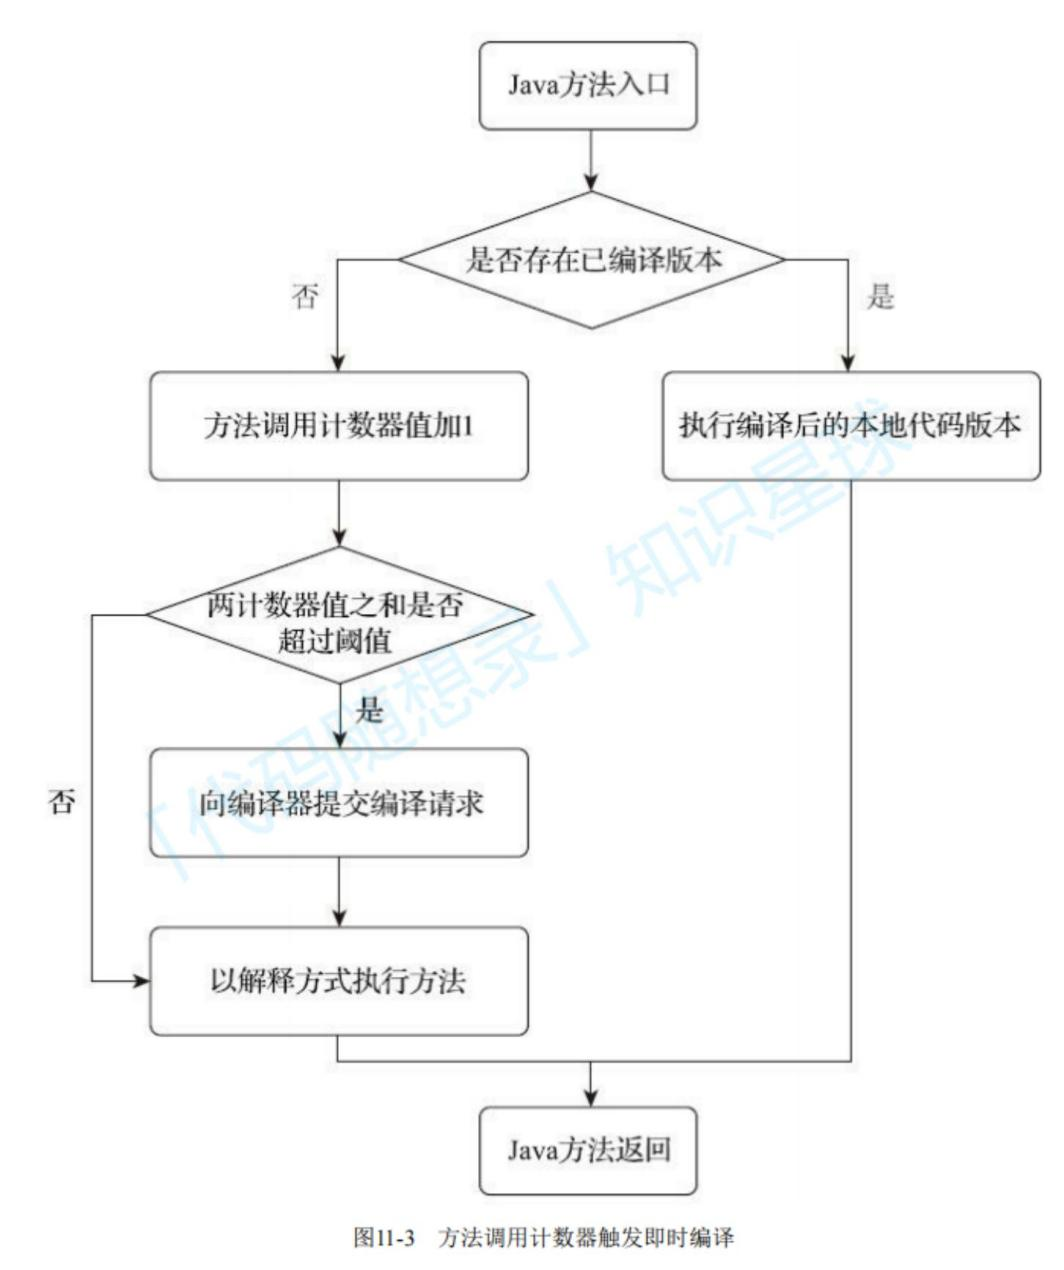 Java方法入口
是否存在已编译版本
否
是
方法调用计数器值加1
执行编译后的本地代码版本
两计数器值之和是否
超过阈值
是
向编译器提交编译请求
否
以解释方式执行方法
Java方法返回
图11-3 方法调用计数器触发即时编译
「代码随想录」知识星球